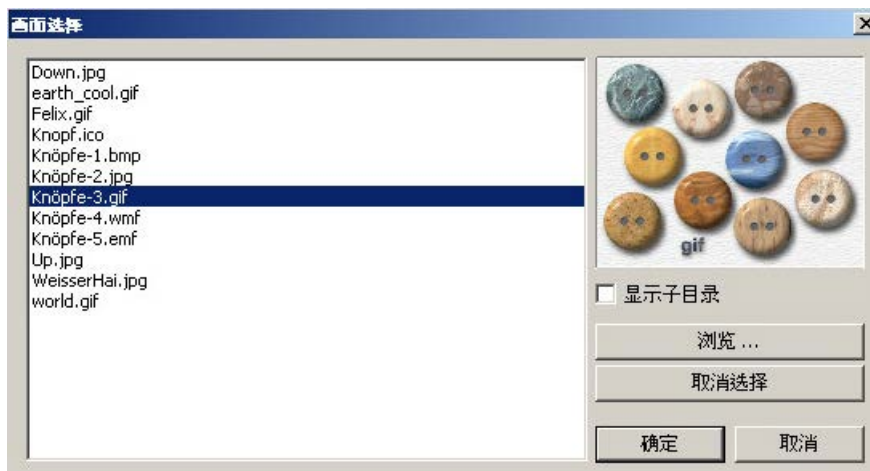 画面选择
Down.jpg
earth_cool.gif
Felix.gif
Knopf.ico
Knöpfe-1.bmp
Knöpfe-2.jpg
Knöpfe-3.gif
Knöpfe-4.wmf
Knöpfe-5.emf
Up.jpg
WeisserHai.jpg
world.gif
gif
显示子目录
浏览 ...
取消选择
确定
取消